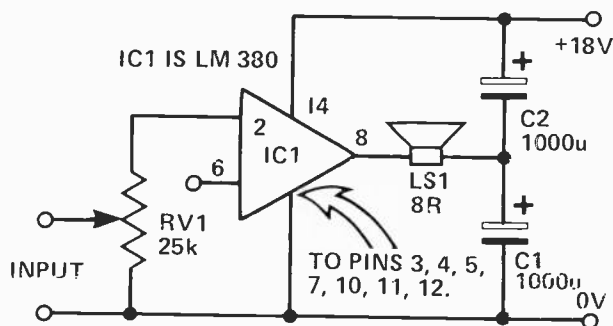 +18V
IC1 IS LM 380
+
14
2
8
IC1
6
C2
1000u
LS1
8R
RV1
25k
+
TO PINS 3, 4, 5,
7, 10, 11, 12.
C1
1000u
INPUT
0V